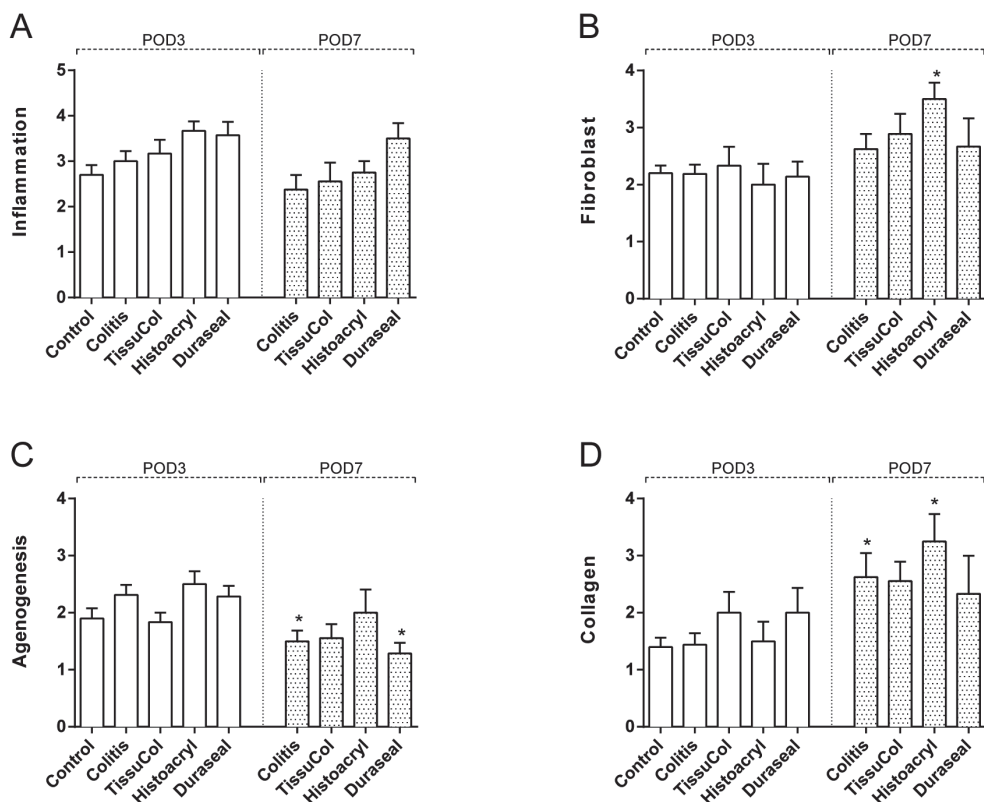 A
POD3 POD7
Inflammation
5
4
3
2
1
0
Control Colitis TissuCol Histoacryl Duraseal Colitis TissuCol Histoacryl Duraseal
B
POD3 POD7
Fibroblast
4
3
2
1
0
*
Control Colitis TissuCol Histoacryl Duraseal Colitis TissuCol Histoacryl Duraseal
C
POD3 POD7
Agenogenesis
4
3
2
1
0
* *
Control Colitis TissuCol Histoacryl Duraseal Colitis TissuCol Histoacryl Duraseal
D
POD3 POD7
Collagen
4
3
2
1
0
* *
Control Colitis TissuCol Histoacryl Duraseal Colitis TissuCol Histoacryl Duraseal